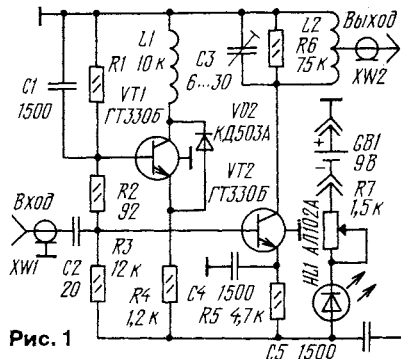 L1
10 к
C3
6...30
L2
R6
75 к
Выход
XW2
C1
1500
R1
VT1
ГТ330Б
VD2
КД503А
VT2
ГТ330Б
GB1
9В
R7
1,5 к
R2
92
Вход
XW1
C2
20
R3
12 к
R4
1,2 к
C4
1500
R5 4,7 к
HL1 АЛ102А
C5 1500
+
−
Рис. 1